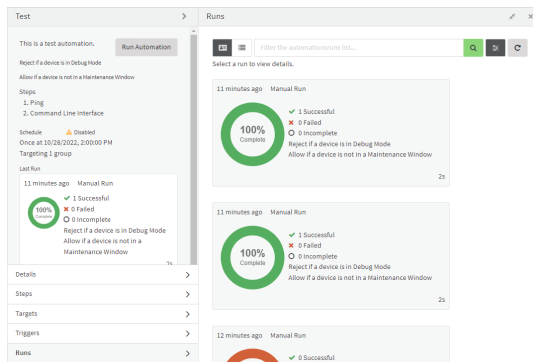 Test
Runs
This is a test automation.
Run Automation
Reject if a device is in Debug Mode
Allow if a device is not in a Maintenance Window
Steps
1. Ping
2. Command Line Interface
Schedule
Disabled
Once at 10/28/2022, 2:00:00 PM
Targeting 1 group
Last Run
11 minutes ago Manual Run
100%
Complete
1 Successful
0 Failed
0 Incomplete
Reject if a device is in Debug Mode
Allow if a device is not in a
Maintenance Window
2s
Details
Steps
Targets
Triggers
Runs
Filter the automationruns list...
Select a run to view details.
11 minutes ago Manual Run
100%
Complete
1 Successful
0 Failed
0 Incomplete
Reject if a device is in Debug Mode
Allow if a device is not in a Maintenance Window
2s
11 minutes ago Manual Run
100%
Complete
1 Successful
0 Failed
0 Incomplete
Reject if a device is in Debug Mode
Allow if a device is not in a Maintenance Window
2s
12 minutes ago Manual Run
0 Successful